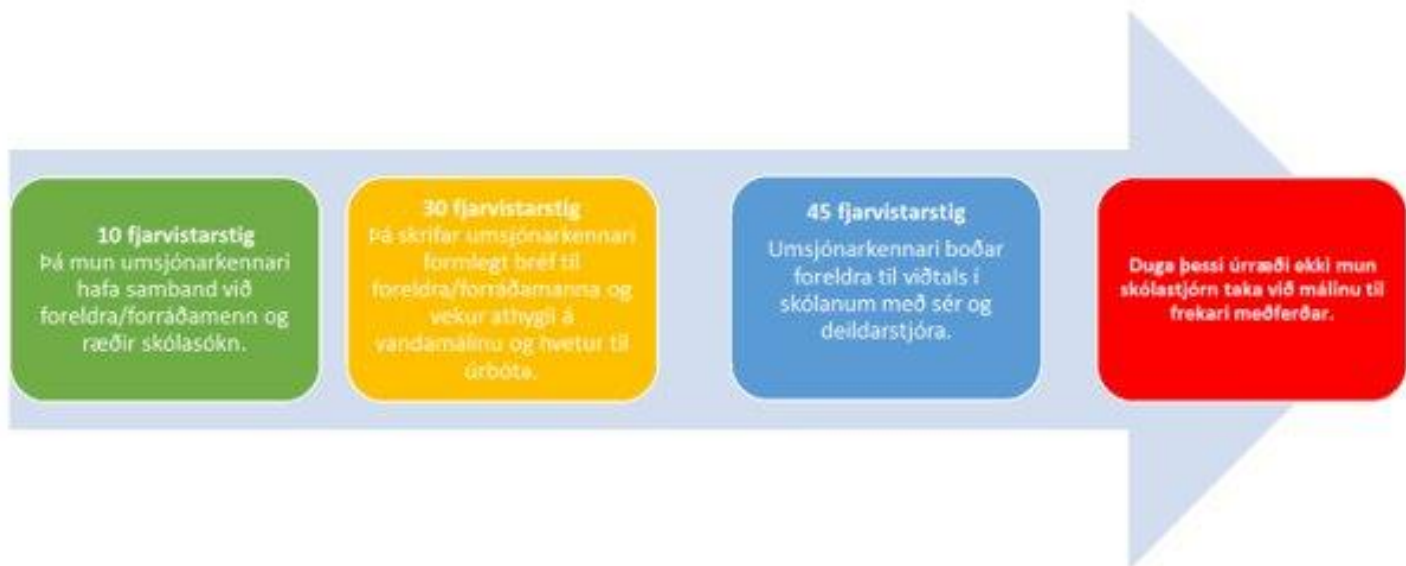 10 fjarvistarstig
Þá mun umsjónarkennari
hafa samband við
foreldra/forráðamenn og
ræðir skólasókn.
30 fjarvistarstig
Þá skrifar umsjónarkennari
formlegt bréf til
foreldra/forráðamanna og
vekur athygli á
vandamálinu og hvetur til
úrbóta.
45 fjarvistarstig
Umsjónarkennari boðar
foreldra til viðtals í
skólanum með sér og
deildarstjóra.
Duga þessi úrræði ekki mun
skólastjórn taka við málinu til
frekari meðferðar.